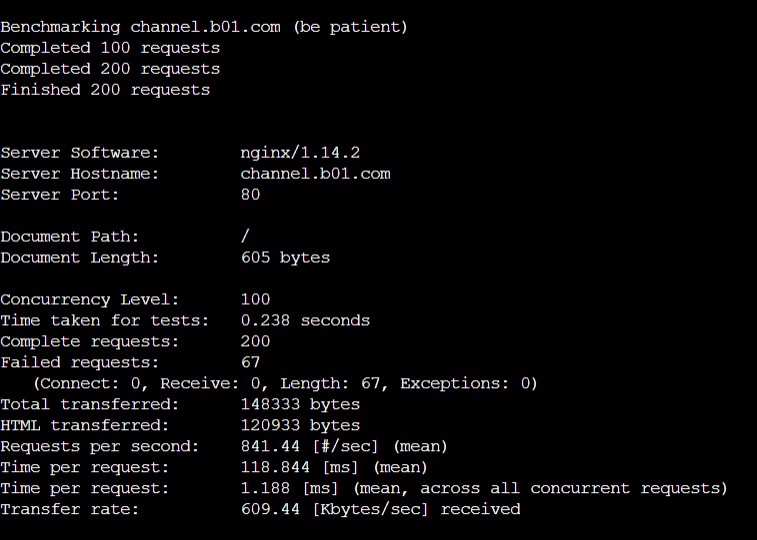 Benchmarking channel.b01.com (be patient)
Completed 100 requests
Completed 200 requests
Finished 200 requests
Server Software: nginx/1.14.2
Server Hostname: channel.b01.com
Server Port: 80
Document Path: /
Document Length: 605 bytes
Concurrency Level: 100
Time taken for tests: 0.238 seconds
Complete requests: 200
Failed requests: 67
(Connect: 0, Receive: 0, Length: 67, Exceptions: 0)
Total transferred: 148333 bytes
HTML transferred: 120933 bytes
Requests per second: 841.44 [#/sec] (mean)
Time per request: 118.844 [ms] (mean)
Time per request: 1.188 [ms] (mean, across all concurrent requests)
Transfer rate: 609.44 [Kbytes/sec] received